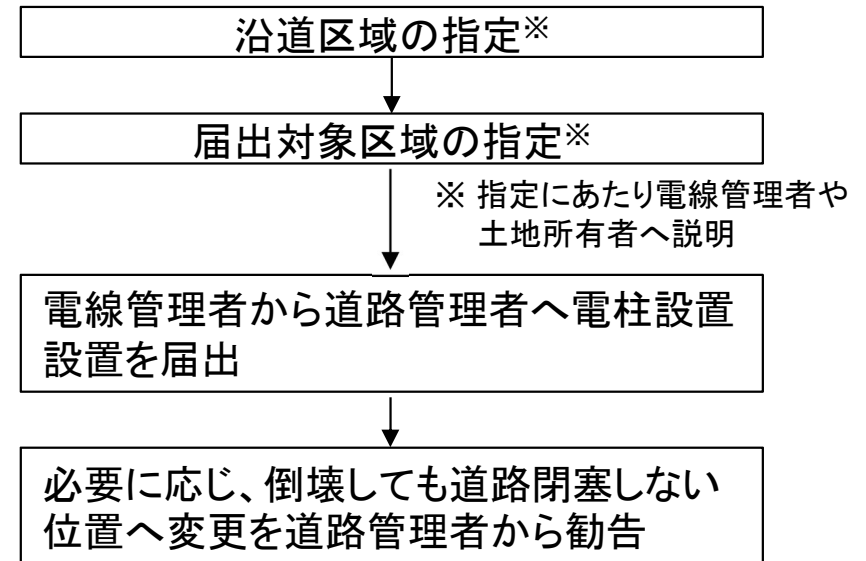 沿道区域の指定※
届出対象区域の指定※
※ 指定にあたり電線管理者や
土地所有者へ説明
電線管理者から道路管理者へ電柱設置
設置を届出
必要に応じ、倒壊しても道路閉塞しない
位置へ変更を道路管理者から勧告